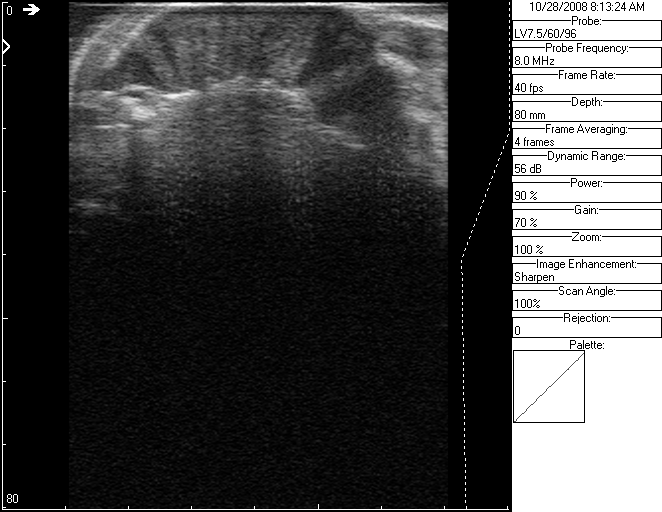 0
80
10/28/2008 8:13:24 AM
Probe:
LV7.5/60/96
Probe Frequency:
8.0 MHz
Frame Rate:
40 fps
Depth:
80 mm
Frame Averaging:
4 frames
Dynamic Range:
56 dB
Power:
90 %
Gain:
70 %
Zoom:
100 %
Image Enhancement:
Sharpen
Scan Angle:
100%
Rejection:
0
Palette: